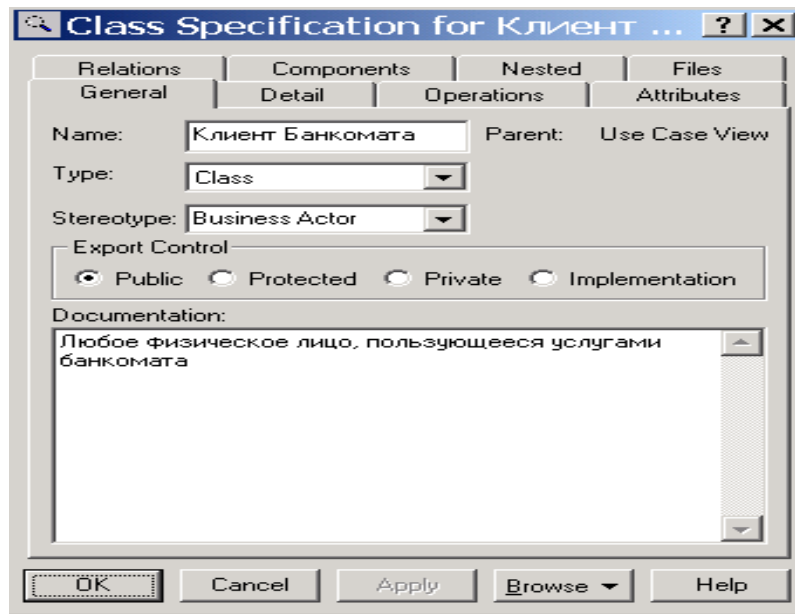 Class Specification for Клиент ...
Relations Components Nested Files
General Detail Operations Attributes
Name: Клиент Банкомата Parent: Use Case View
Type: Class
Stereotype: Business Actor
Export Control
Public Protected Private Implementation
Documentation:
Любое физическое лицо, пользующееся услугами
банкомата
OK Cancel Apply Browse Help